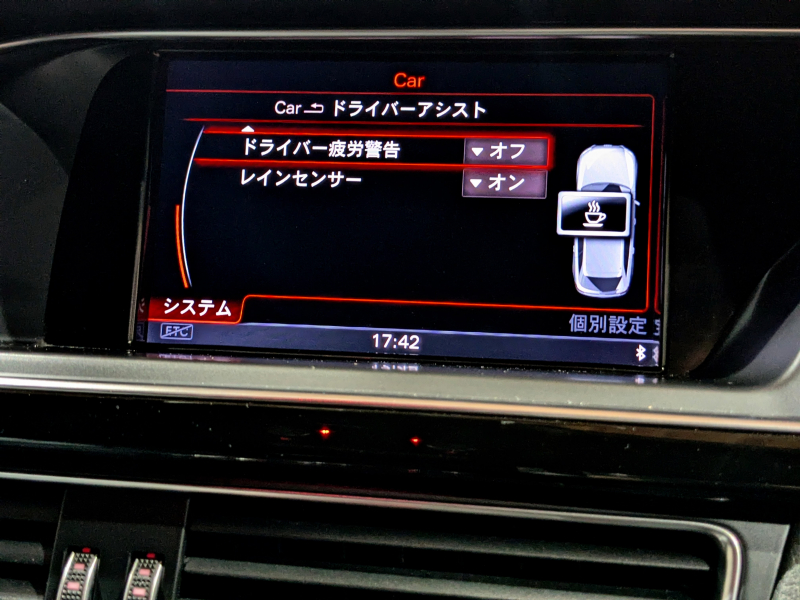 Car
Car ドライバーアシスト
ドライバー疲労警告 ▼オフ
レインセンサー ▼オン
システム
個別設定
ETC
17:42